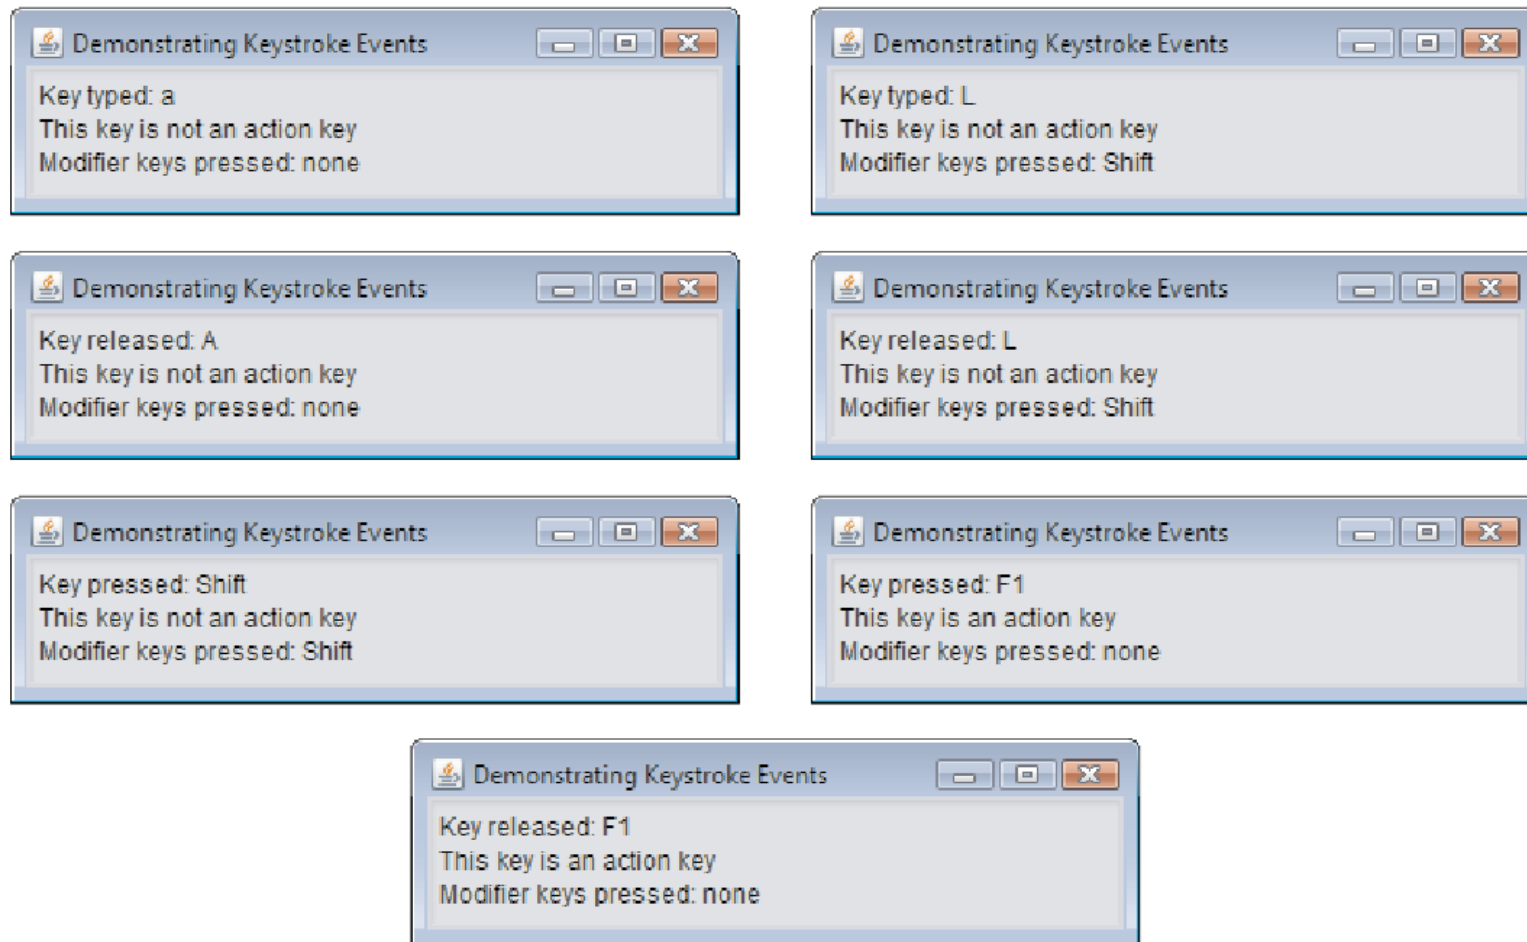 Demonstrating Keystroke Events
Key typed: a
This key is not an action key
Modifier keys pressed: none
Demonstrating Keystroke Events
Key typed: L
This key is not an action key
Modifier keys pressed: Shift
Demonstrating Keystroke Events
Key released: A
This key is not an action key
Modifier keys pressed: none
Demonstrating Keystroke Events
Key released: L
This key is not an action key
Modifier keys pressed: Shift
Demonstrating Keystroke Events
Key pressed: Shift
This key is not an action key
Modifier keys pressed: Shift
Demonstrating Keystroke Events
Key pressed: F1
This key is an action key
Modifier keys pressed: none
Demonstrating Keystroke Events
Key released: F1
This key is an action key
Modifier keys pressed: none